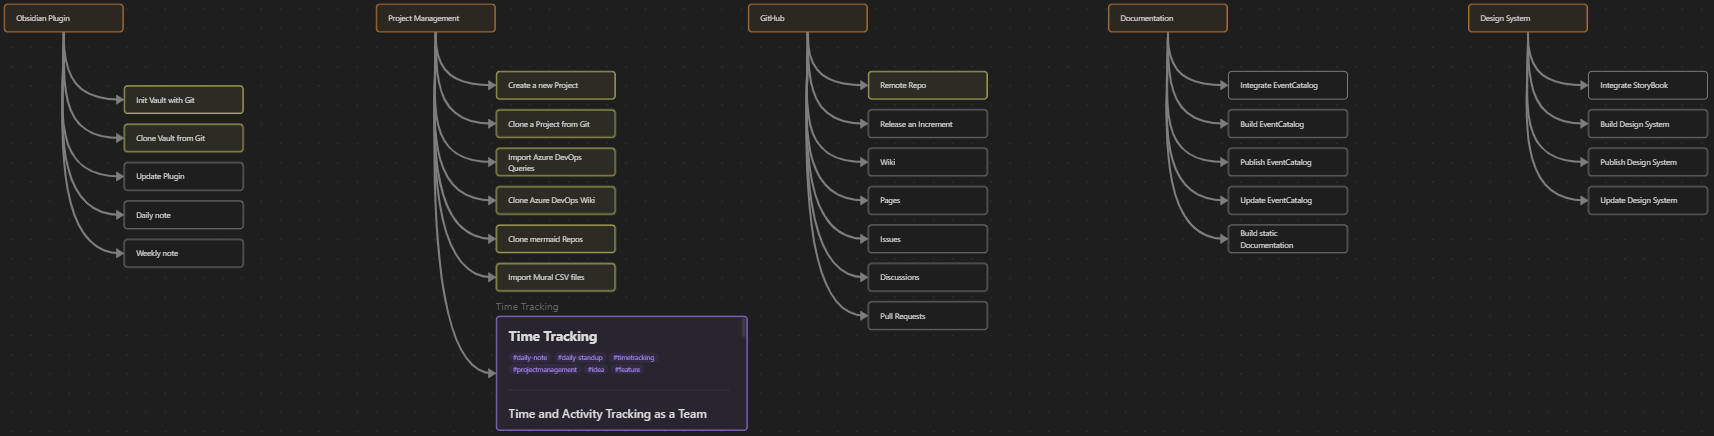 Obsidian Plugin
Init Vault with Git
Clone Vault from Git
Update Plugin
Daily note
Weekly note
Project Management
Create a new Project
Clone a Project from Git
Import Azure DevOps
Queries
Clone Azure DevOps Wiki
Clone mermaid Repos
Import Mural CSV files
Time Tracking
Time Tracking
#daily-note #daily-standup #timetracking
#projectmanagement #idea #feature
Time and Activity Tracking as a Team
GitHub
Remote Repo
Release an Increment
Wiki
Pages
Issues
Discussions
Pull Requests
Documentation
Integrate EventCatalog
Build EventCatalog
Publish EventCatalog
Update EventCatalog
Build static
Documentation
Design System
Integrate StoryBook
Build Design System
Publish Design System
Update Design System